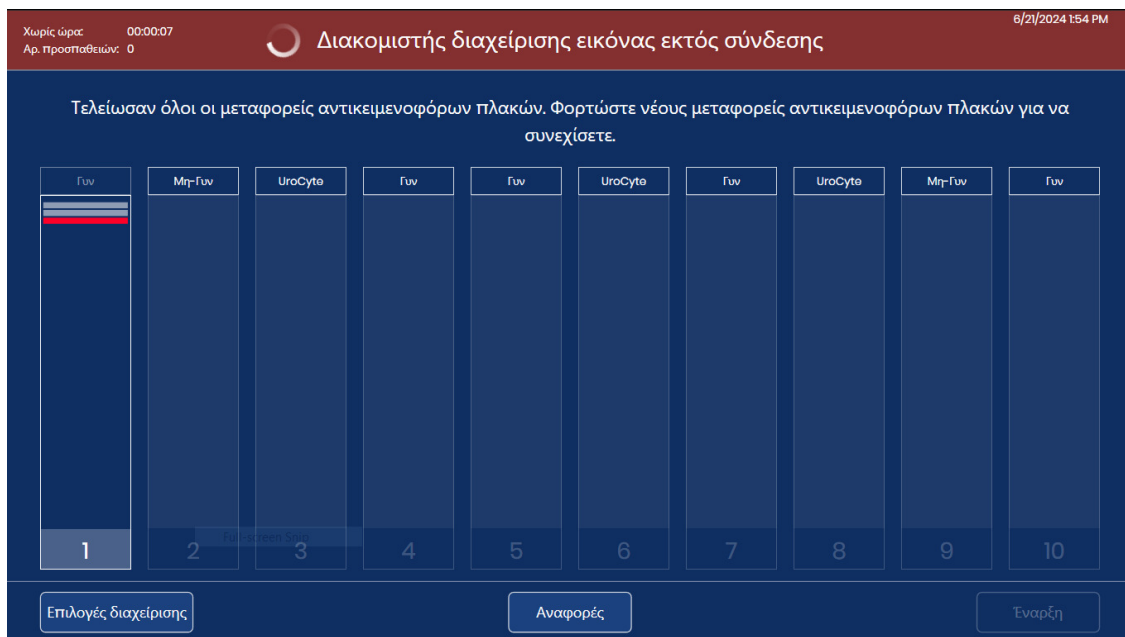 Χωρίς ώρα: 00:00:07
Αρ. προσπαθειών: 0
Διακομιστής διαχείρισης εικόνας εκτός σύνδεσης
6/21/2024 1:54 PM
Τελείωσαν όλοι οι μεταφορείς αντικειμενοφόρων πλακών. Φορτώστε νέους μεταφορείς αντικειμενοφόρων πλακών για να
συνεχίσετε.
Γυν Μη-Γυν UroCyte Γυν Γυν UroCyte Γυν UroCyte Μη-Γυν Γυν
Full-screen Snip
1 2 3 4 5 6 7 8 9 10
Επιλογές διαχείρισης Αναφορές Έναρξη